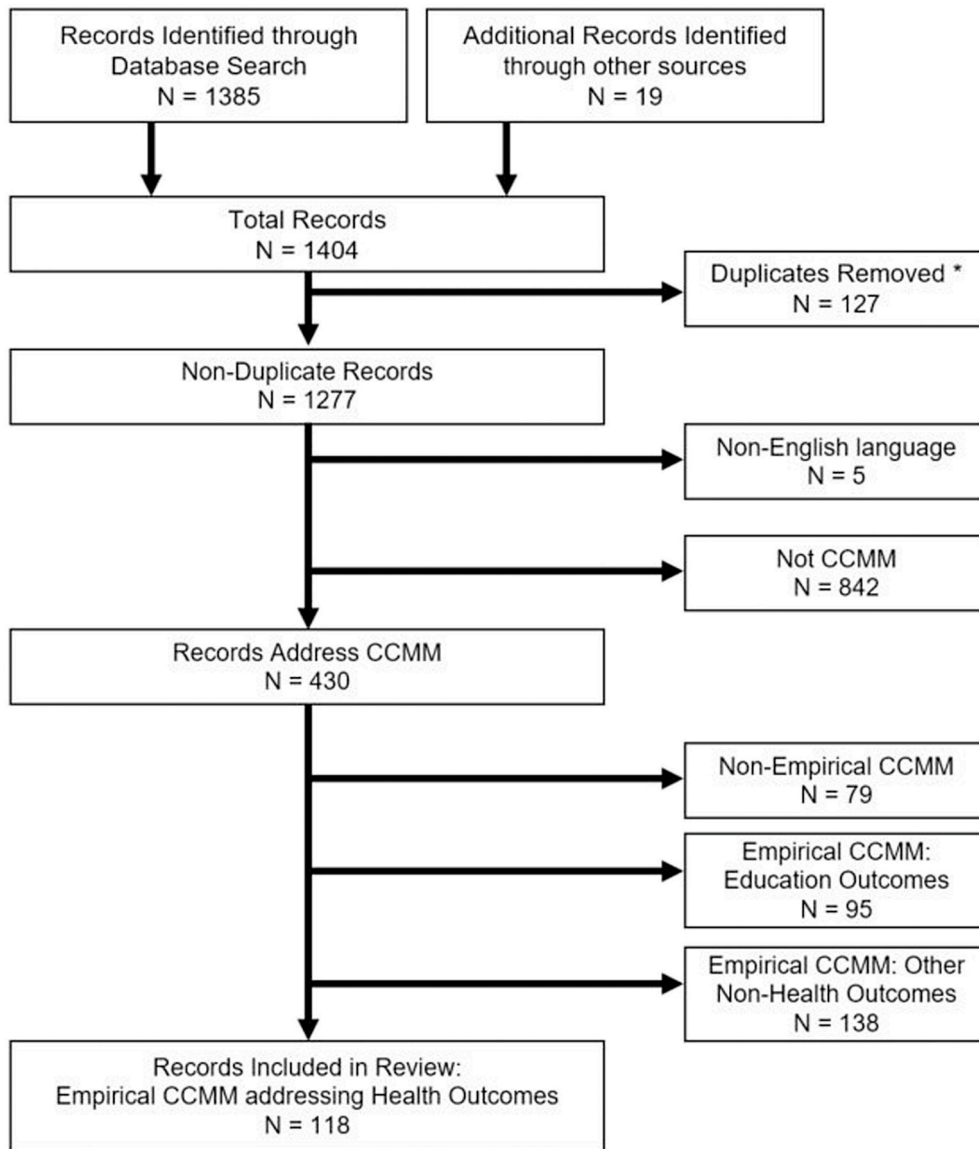 Records Identified through
Database Search
N = 1385
Additional Records Identified
through other sources
N = 19
Total Records
N = 1404
Duplicates Removed *
N = 127
Non-Duplicate Records
N = 1277
Non-English language
N = 5
Not CCMM
N = 842
Records Address CCMM
N = 430
Non-Empirical CCMM
N = 79
Empirical CCMM:
Education Outcomes
N = 95
Empirical CCMM: Other
Non-Health Outcomes
N = 138
Records Included in Review:
Empirical CCMM addressing Health Outcomes
N = 118